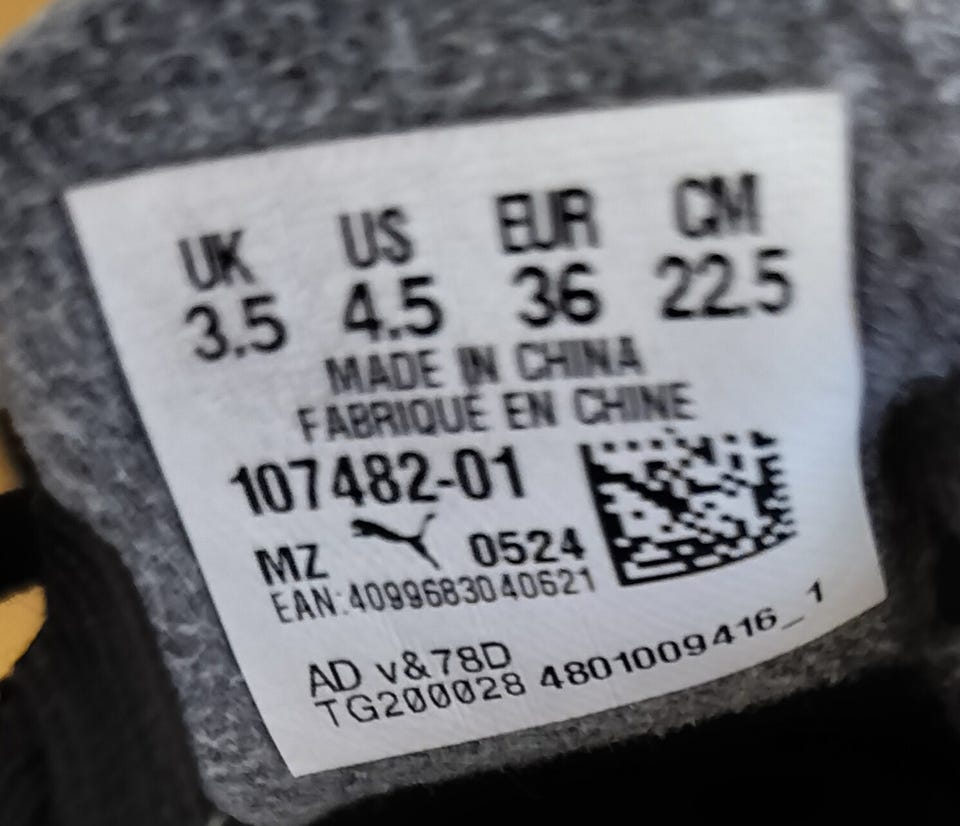 UK US EUR CM
3.5 4.5 36 22.5
MADE IN CHINA
FABRIQUE EN CHINE
107482-01
MZ 0524
EAN:4099683040621
AD v&78D
TG200028 4801009416_1